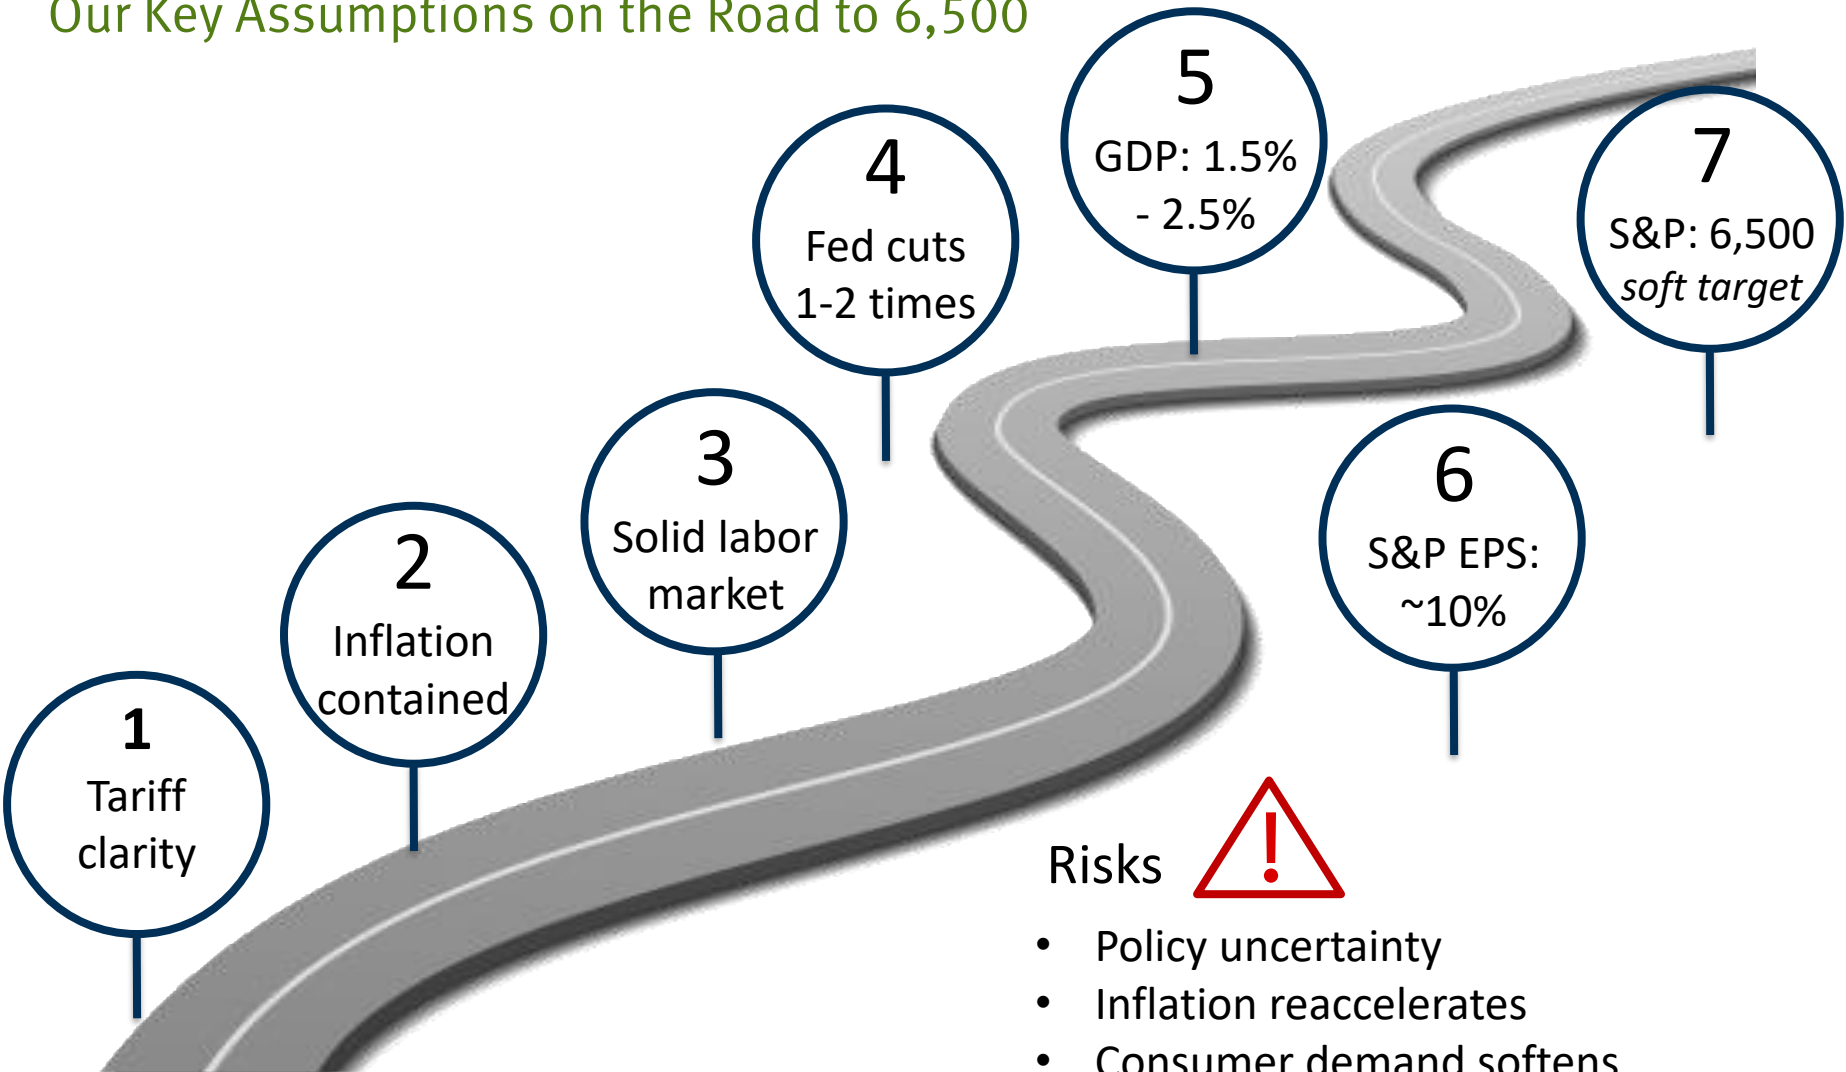 Our Key Assumptions on the Road to 6,500
1
Tariff
clarity
2
Inflation
contained
3
Solid labor
market
4
Fed cuts
1-2 times
5
GDP: 1.5%
- 2.5%
6
S&P EPS:
~10%
7
S&P: 6,500
soft target
Risks
!
• Policy uncertainty
• Inflation reaccelerates
• Consumer demand softens